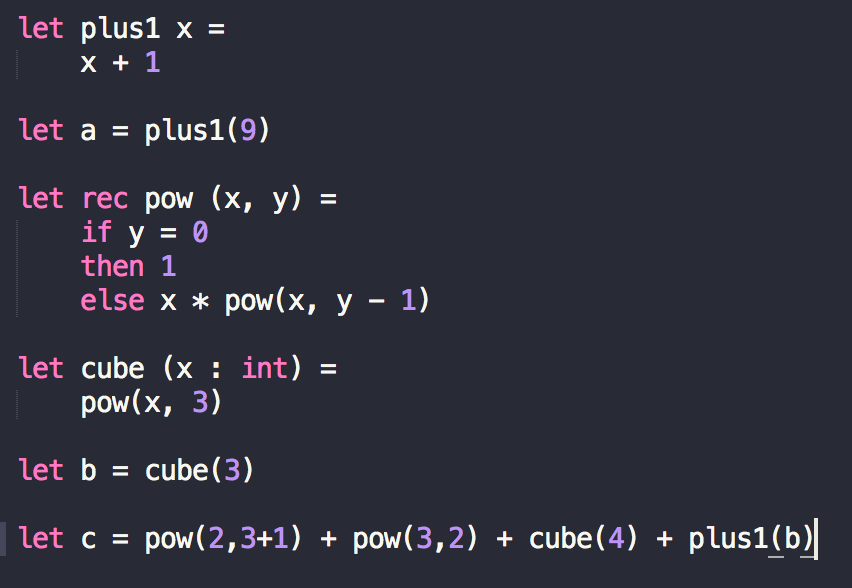 let plus1 x =
    x + 1
let a = plus1(9)
let rec pow (x, y) =
    if y = 0
    then 1
    else x * pow(x, y - 1)
let cube (x : int) =
    pow(x, 3)
let b = cube(3)
let c = pow(2,3+1) + pow(3,2) + cube(4) + plus1(b)